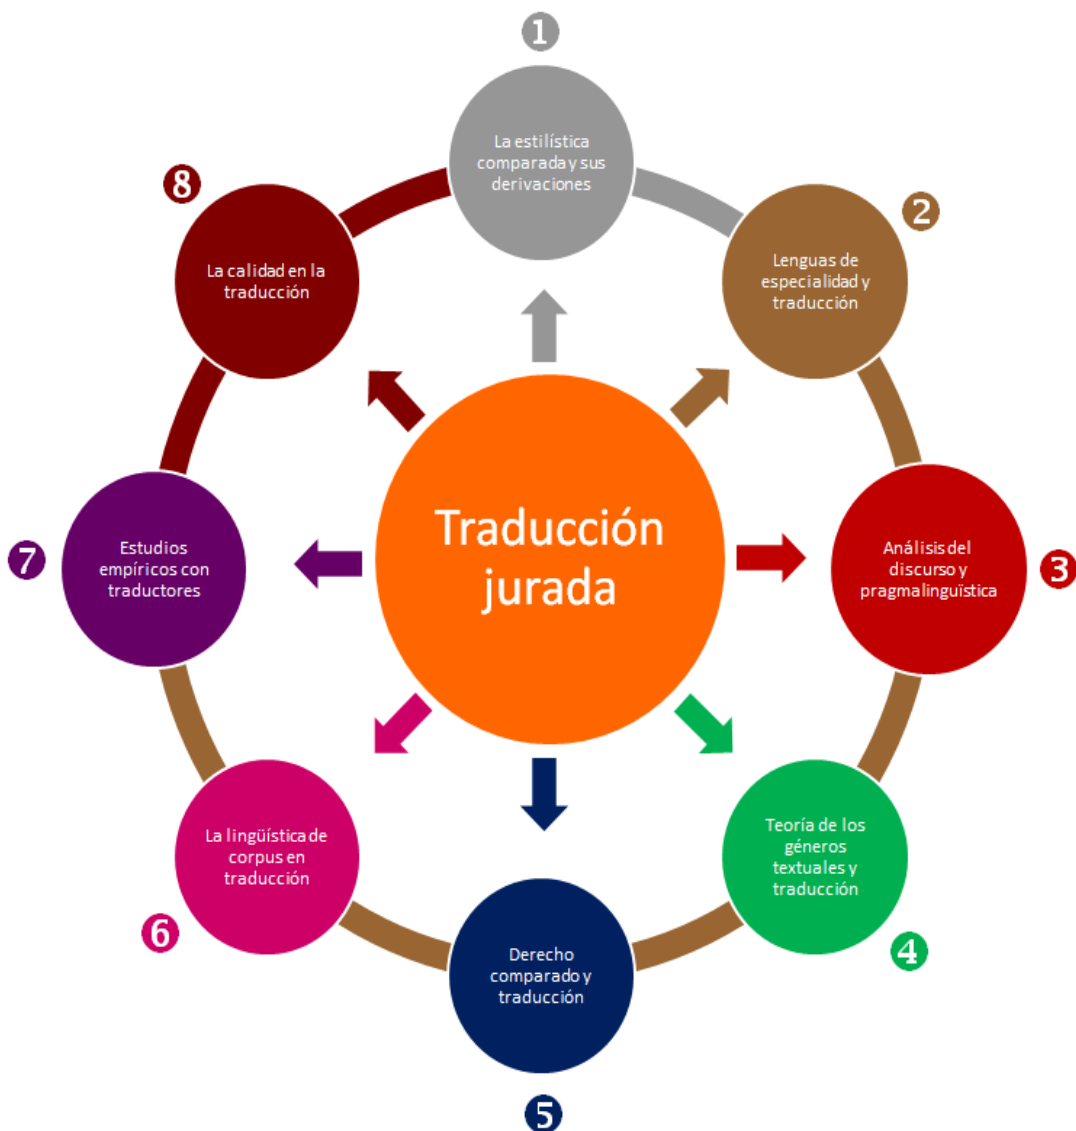 1
La estilística
comparada y sus
derivaciones
2
Lenguas de
especialidad y
traducción
3
Análisis del
discurso y
pragmalinguïstica
4
Teoría de los
géneros
textuales y
traducción
5
Derecho
comparado y
traducción
6
La lingüística de
corpus en
traducción
7
Estudios
empíricos con
traductores
8
La calidad en la
traducción
Traducción
jurada